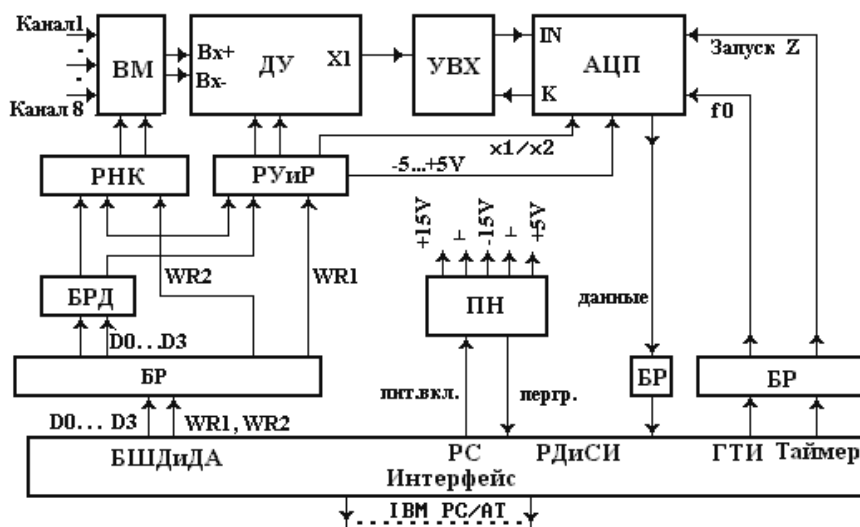 Канал1
-
-
Канал 8
ВМ
Вх+
Вх-
ДУ
X1
УВХ
IN
K
АЦП
Запуск Z
f0
РНК
РУиР
x1/x2
-5...+5V
+15V
⊥
-15V
⊥
+5V
WR2
WR1
БРД
D0...D3
ПН
данные
БР
пит.вкл.
пергр.
БР
БР
D0... D3
WR1, WR2
БШДиДА
РС
РДиСИ
ГТИ
Таймер
Интерфейс
IBM PC/AT